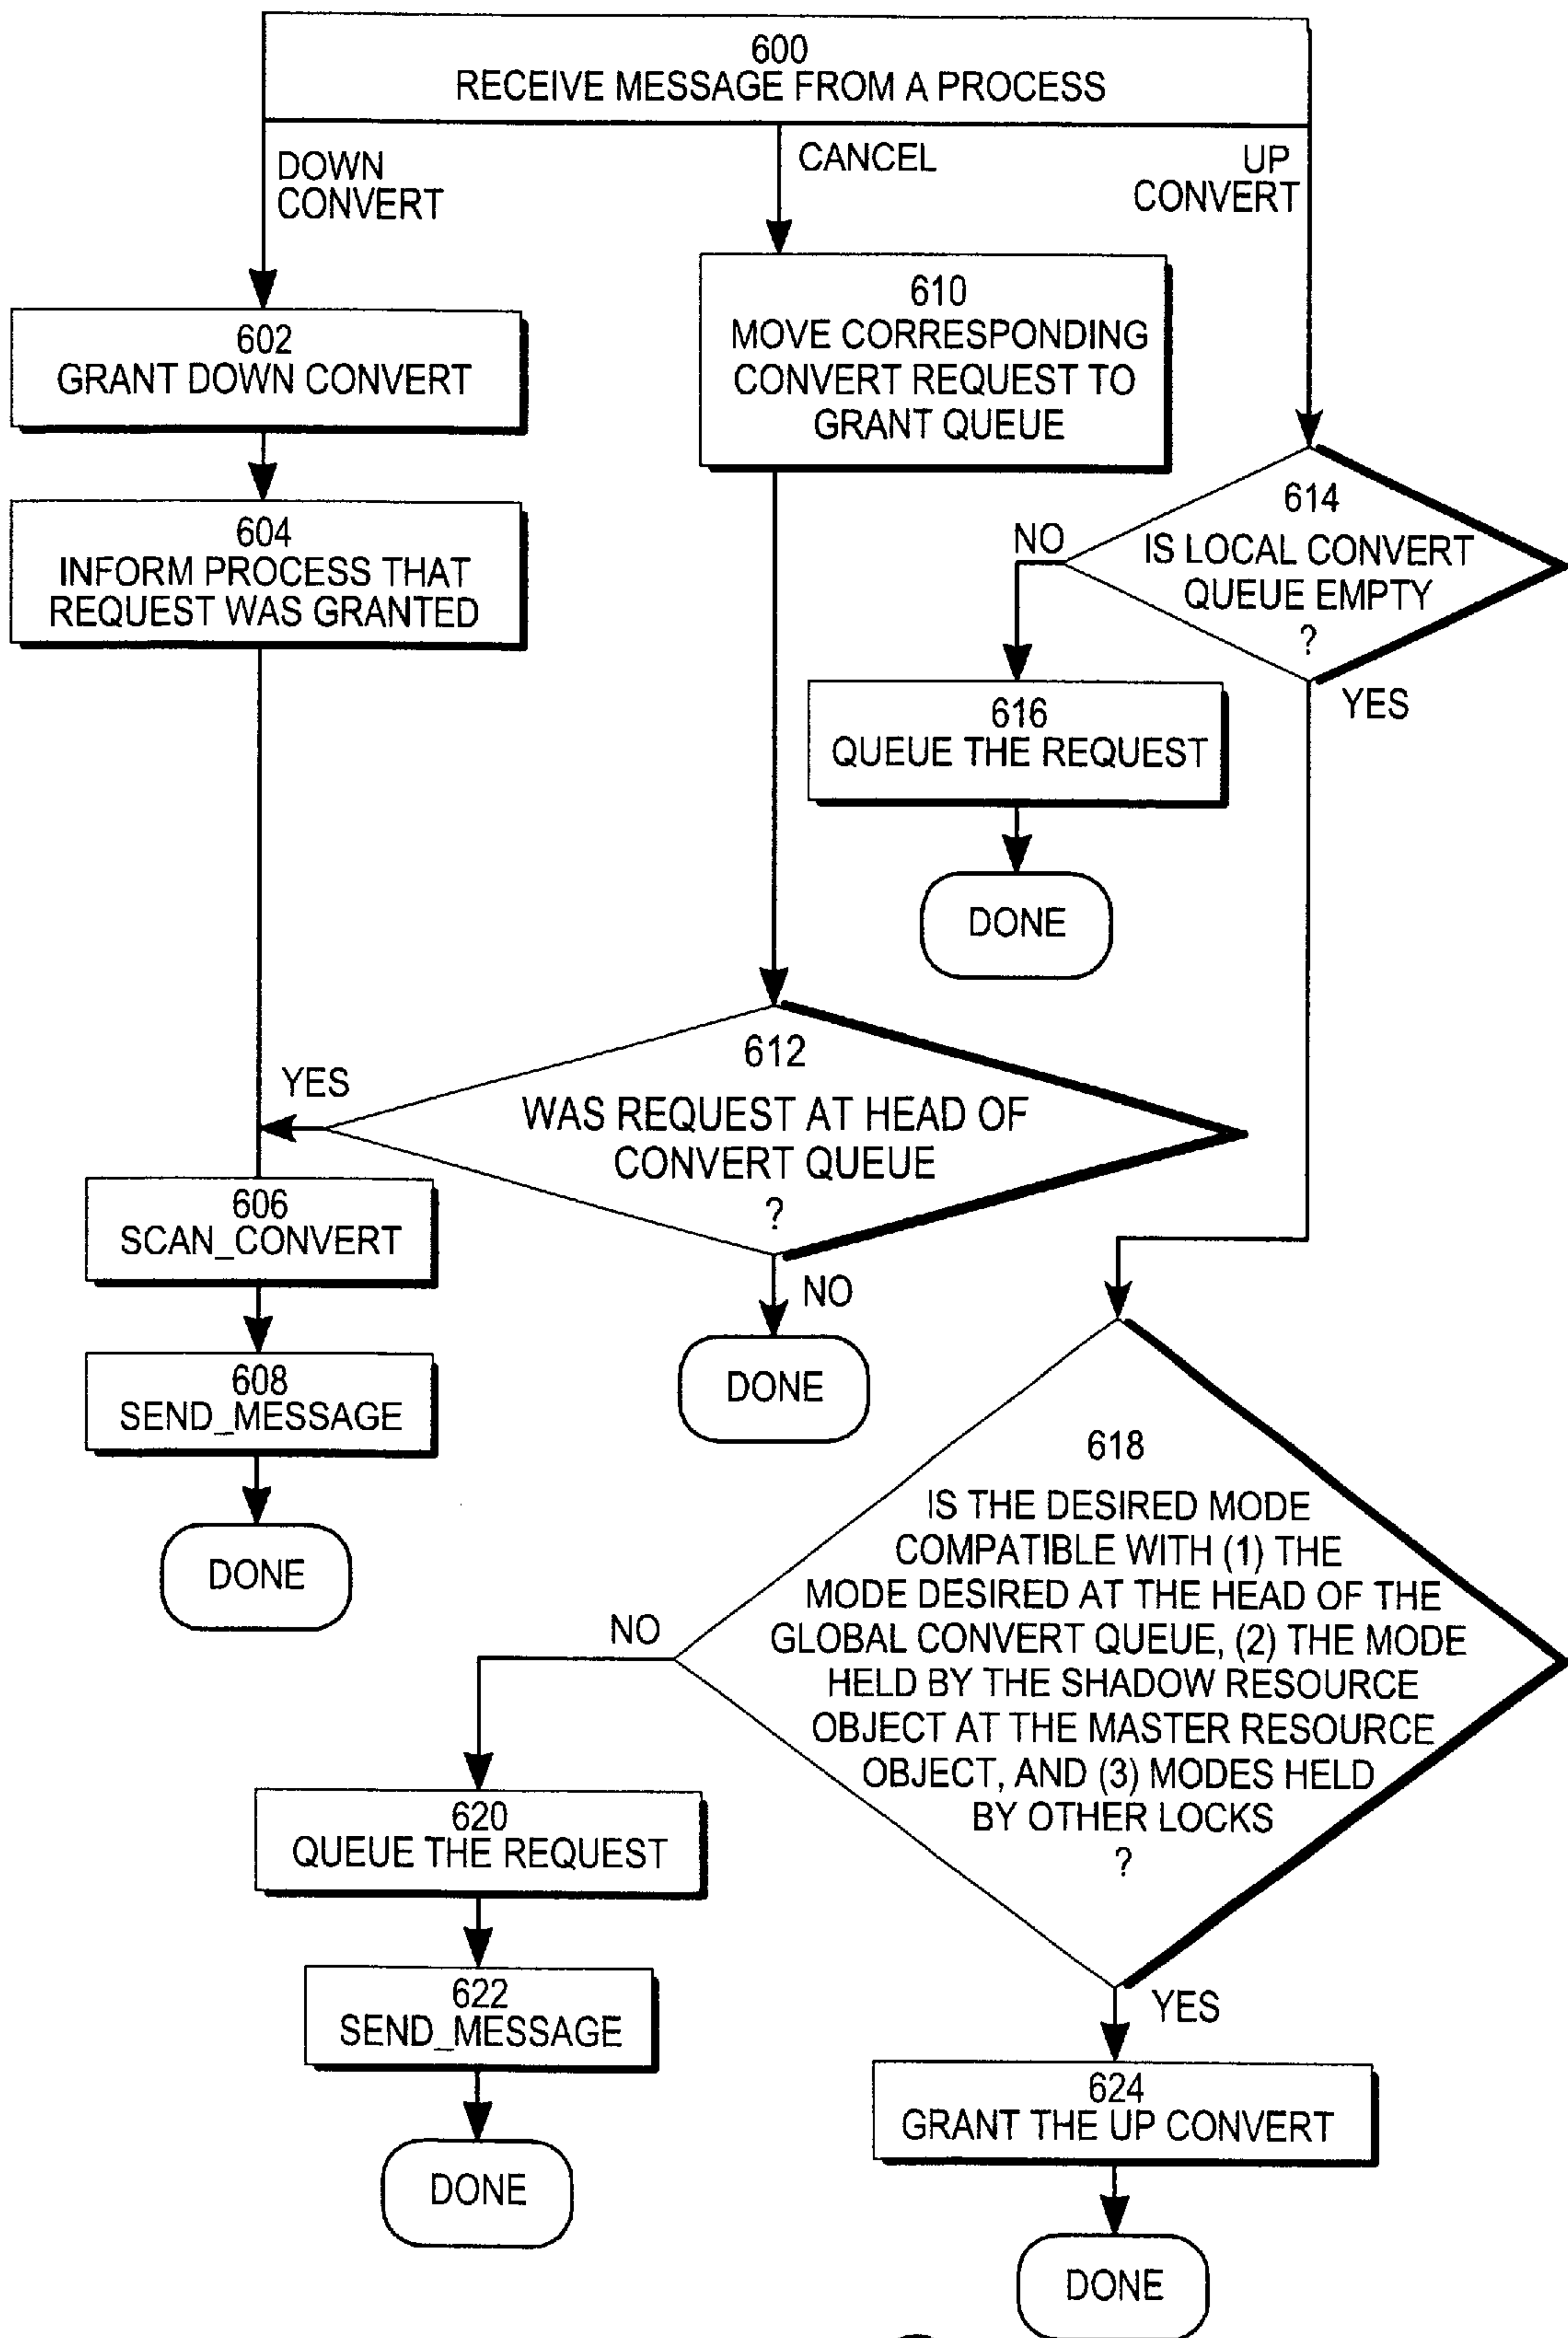 600
RECEIVE MESSAGE FROM A PROCESS
DOWN
CONVERT
CANCEL
UP
CONVERT
602
GRANT DOWN CONVERT
604
INFORM PROCESS THAT
REQUEST WAS GRANTED
610
MOVE CORRESPONDING
CONVERT REQUEST TO
GRANT QUEUE
614
IS LOCAL CONVERT
QUEUE EMPTY
?
NO
YES
616
QUEUE THE REQUEST
DONE
612
WAS REQUEST AT HEAD OF
CONVERT QUEUE
?
YES
NO
606
SCAN_CONVERT
608
SEND_MESSAGE
DONE
DONE
618
IS THE DESIRED MODE
COMPATIBLE WITH (1) THE
MODE DESIRED AT THE HEAD OF THE
GLOBAL CONVERT QUEUE, (2) THE MODE
HELD BY THE SHADOW RESOURCE
OBJECT AT THE MASTER RESOURCE
OBJECT, AND (3) MODES HELD
BY OTHER LOCKS
?
NO
YES
620
QUEUE THE REQUEST
622
SEND_MESSAGE
DONE
624
GRANT THE UP CONVERT
DONE